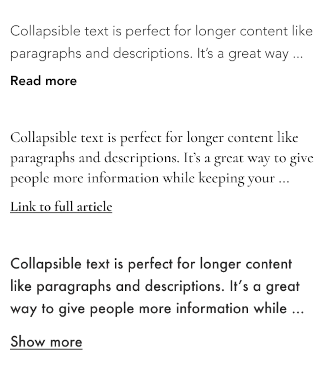 Collapsible text is perfect for longer content like
paragraphs and descriptions. It's a great way ...
Read more
Collapsible text is perfect for longer content like
paragraphs and descriptions. It's a great way to give
people more information while keeping your ...
Link to full article
Collapsible text is perfect for longer content
like paragraphs and descriptions. It's a great
way to give people more information while ...
Show more